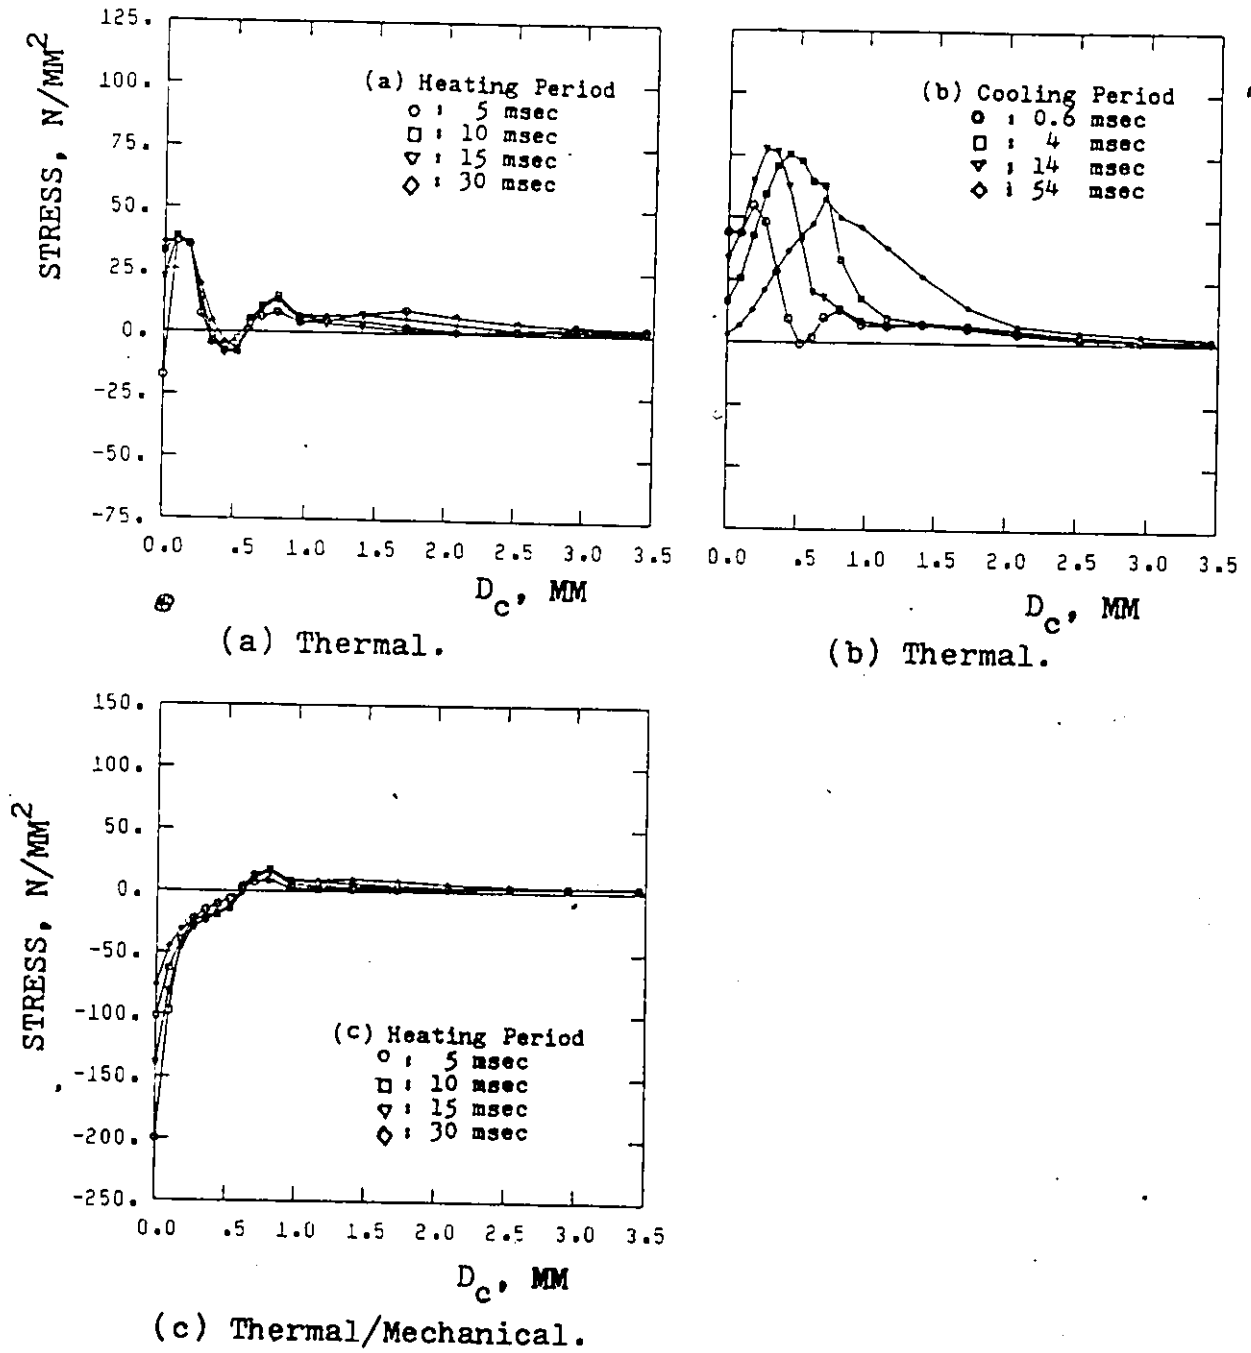 125.
100.
75.
50.
25.
0.
-25.
-50.
-75.
STRESS, N/MM2
(a) Heating Period
○ : 5 msec
□ : 10 msec
▽ : 15 msec
◇ : 30 msec
0.0 .5 1.0 1.5 2.0 2.5 3.0 3.5
Dc, MM
(a) Thermal.
(b) Cooling Period
○ : 0.6 msec
□ : 4 msec
▽ : 14 msec
◇ : 54 msec
0.0 .5 1.0 1.5 2.0 2.5 3.0 3.5
Dc, MM
(b) Thermal.
150.
100.
50.
0.
-50.
-100.
-150.
-200.
-250.
STRESS, N/MM2
(c) Heating Period
○ : 5 msec
□ : 10 msec
▽ : 15 msec
◇ : 30 msec
0.0 .5 1.0 1.5 2.0 2.5 3.0 3.5
Dc, MM
(c) Thermal/Mechanical.